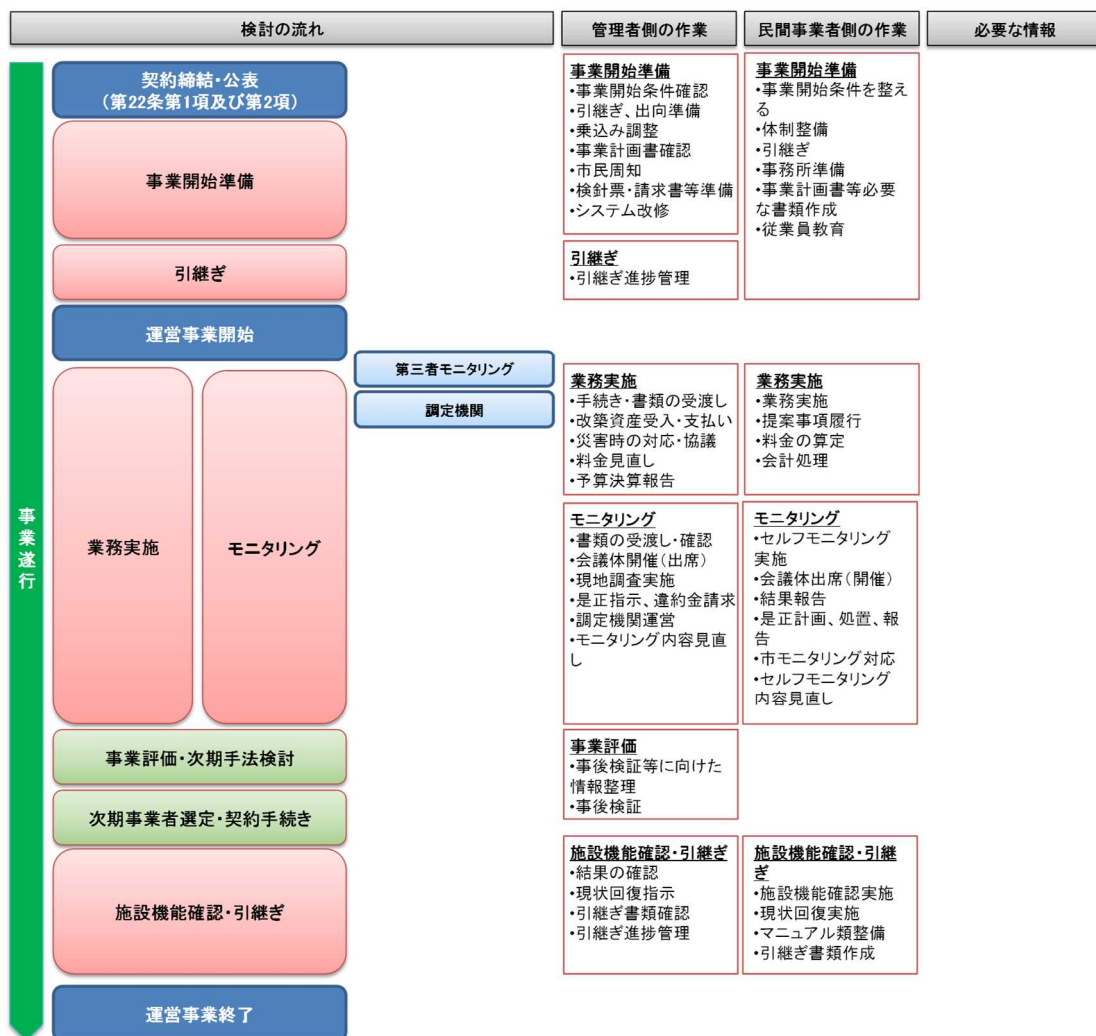 検討の流れ
管理者側の作業
民間事業者側の作業
必要な情報
事業遂行
契約締結・公表
(第22条第1項及び第2項)
事業開始準備
引継ぎ
運営事業開始
第三者モニタリング
調定機関
業務実施
モニタリング
事業評価・次期手法検討
次期事業者選定・契約手続き
施設機能確認・引継ぎ
運営事業終了
事業開始準備
・事業開始条件確認
・引継ぎ、出向準備
・乗込み調整
・事業計画書確認
・市民周知
・検針票・請求書等準備
・システム改修
引継ぎ
・引継ぎ進捗管理
業務実施
・手続き・書類の受渡し
・改築資産受入・支払い
・災害時の対応・協議
・料金見直し
・予算決算報告
モニタリング
・書類の受渡し・確認
・会議体開催(出席)
・現地調査実施
・是正指示、違約金請求
・調定機関運営
・モニタリング内容見直
し
事業評価
・事後検証等に向けた
情報整理
・事後検証
施設機能確認・引継ぎ
・結果の確認
・現状回復指示
・引継ぎ書類確認
・引継ぎ進捗管理
事業開始準備
・事業開始条件を整え
る
・体制整備
・引継ぎ
・事務所準備
・事業計画書等必要
な書類作成
・従業員教育
業務実施
・業務実施
・提案事項履行
・料金の算定
・会計処理
モニタリング
・セルフモニタリング
実施
・会議体出席(開催)
・結果報告
・是正計画、処置、報
告
・市モニタリング対応
・セルフモニタリング
内容見直し
施設機能確認・引継
ぎ
・施設機能確認実施
・現状回復実施
・マニュアル類整備
・引継ぎ書類作成